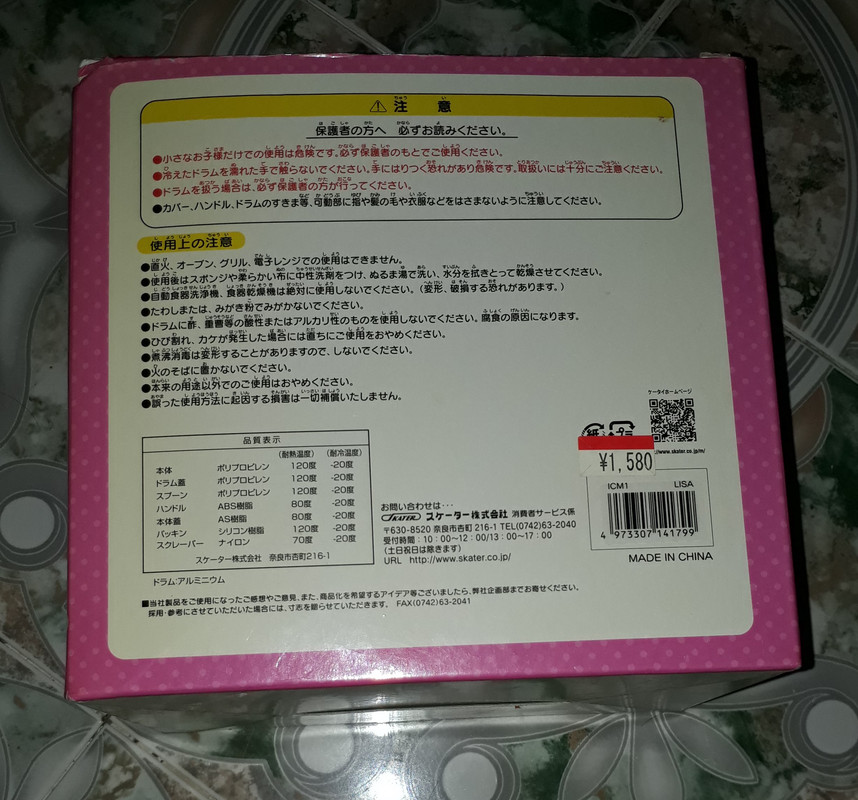 ⚠注 意
保護者の方へ 必ずお読みください。
●小さなお子様だけでの使用は危険です。必ず保護者のもとでご使用ください。
●冷えたドラムを濡れた手で触らないでください。手にはりつく恐れがあり危険です。取扱いには十分にご注意ください。
●ドラムを扱う場合は、必ず保護者の方が行ってください。
●カバー、ハンドル、ドラムのすきま等、可動部に指や髪の毛や衣服などをはさまないように注意してください。
使用上の注意
●直火、オーブン、グリル、電子レンジでの使用はできません。
●使用後はスポンジや柔らかい布に中性洗剤をつけ、ぬるま湯で洗い、水分を拭きとって乾燥させてください。
●自動食器洗浄機、食器乾燥機は絶対に使用しないでください。(変形、破損する恐れがあります。)
●たわしまたは、みがき粉でみがかないでください。
●ドラムに酢、重曹等の酸性またはアルカリ性のものを使用しないでください。腐食の原因になります。
●ひび割れ、カケが発生した場合には直ちにご使用をおやめください。
●煮沸消毒は変形することがありますので、しないでください。
●火のそばに置かないでください。
●本来の用途以外でのご使用はおやめください。
●誤った使用方法に起因する損害は一切補償いたしません。
ケータイホームページ
紙 プラ
://www.skater.co.jp/m/
¥1,580
品質表示
(耐熱温度) (耐冷温度)
本体 ポリプロピレン 120度 -20度
ドラム蓋 ポリプロピレン 120度 -20度
スプーン ポリプロピレン 120度 -20度
ハンドル ABS樹脂 80度 -20度
本体蓋 AS樹脂 80度 -20度
パッキン シリコン樹脂 120度 -20度
スクレーパー ナイロン 70度 -20度
スケーター株式会社 奈良市杏町216-1
ドラム:アルミニウム
お問い合わせは・・・
SKATER スケーター株式会社 消費者サービス係
〒630-8520 奈良市杏町 216-1 TEL(0742)63-2040
受付時間:10:00〜12:00/13:00〜17:00
(土日祝日は除きます)
URL http://www.skater.co.jp/
ICM1 LISA
4 973307 141799
MADE IN CHINA
■当社製品をご使用になったご感想やご意見、また、商品化を希望するアイデア等ございましたら、弊社企画部までお寄せください。
採用・参考にさせていただいた場合には、寸志を贈らせていただきます。 FAX(0742)63-2041